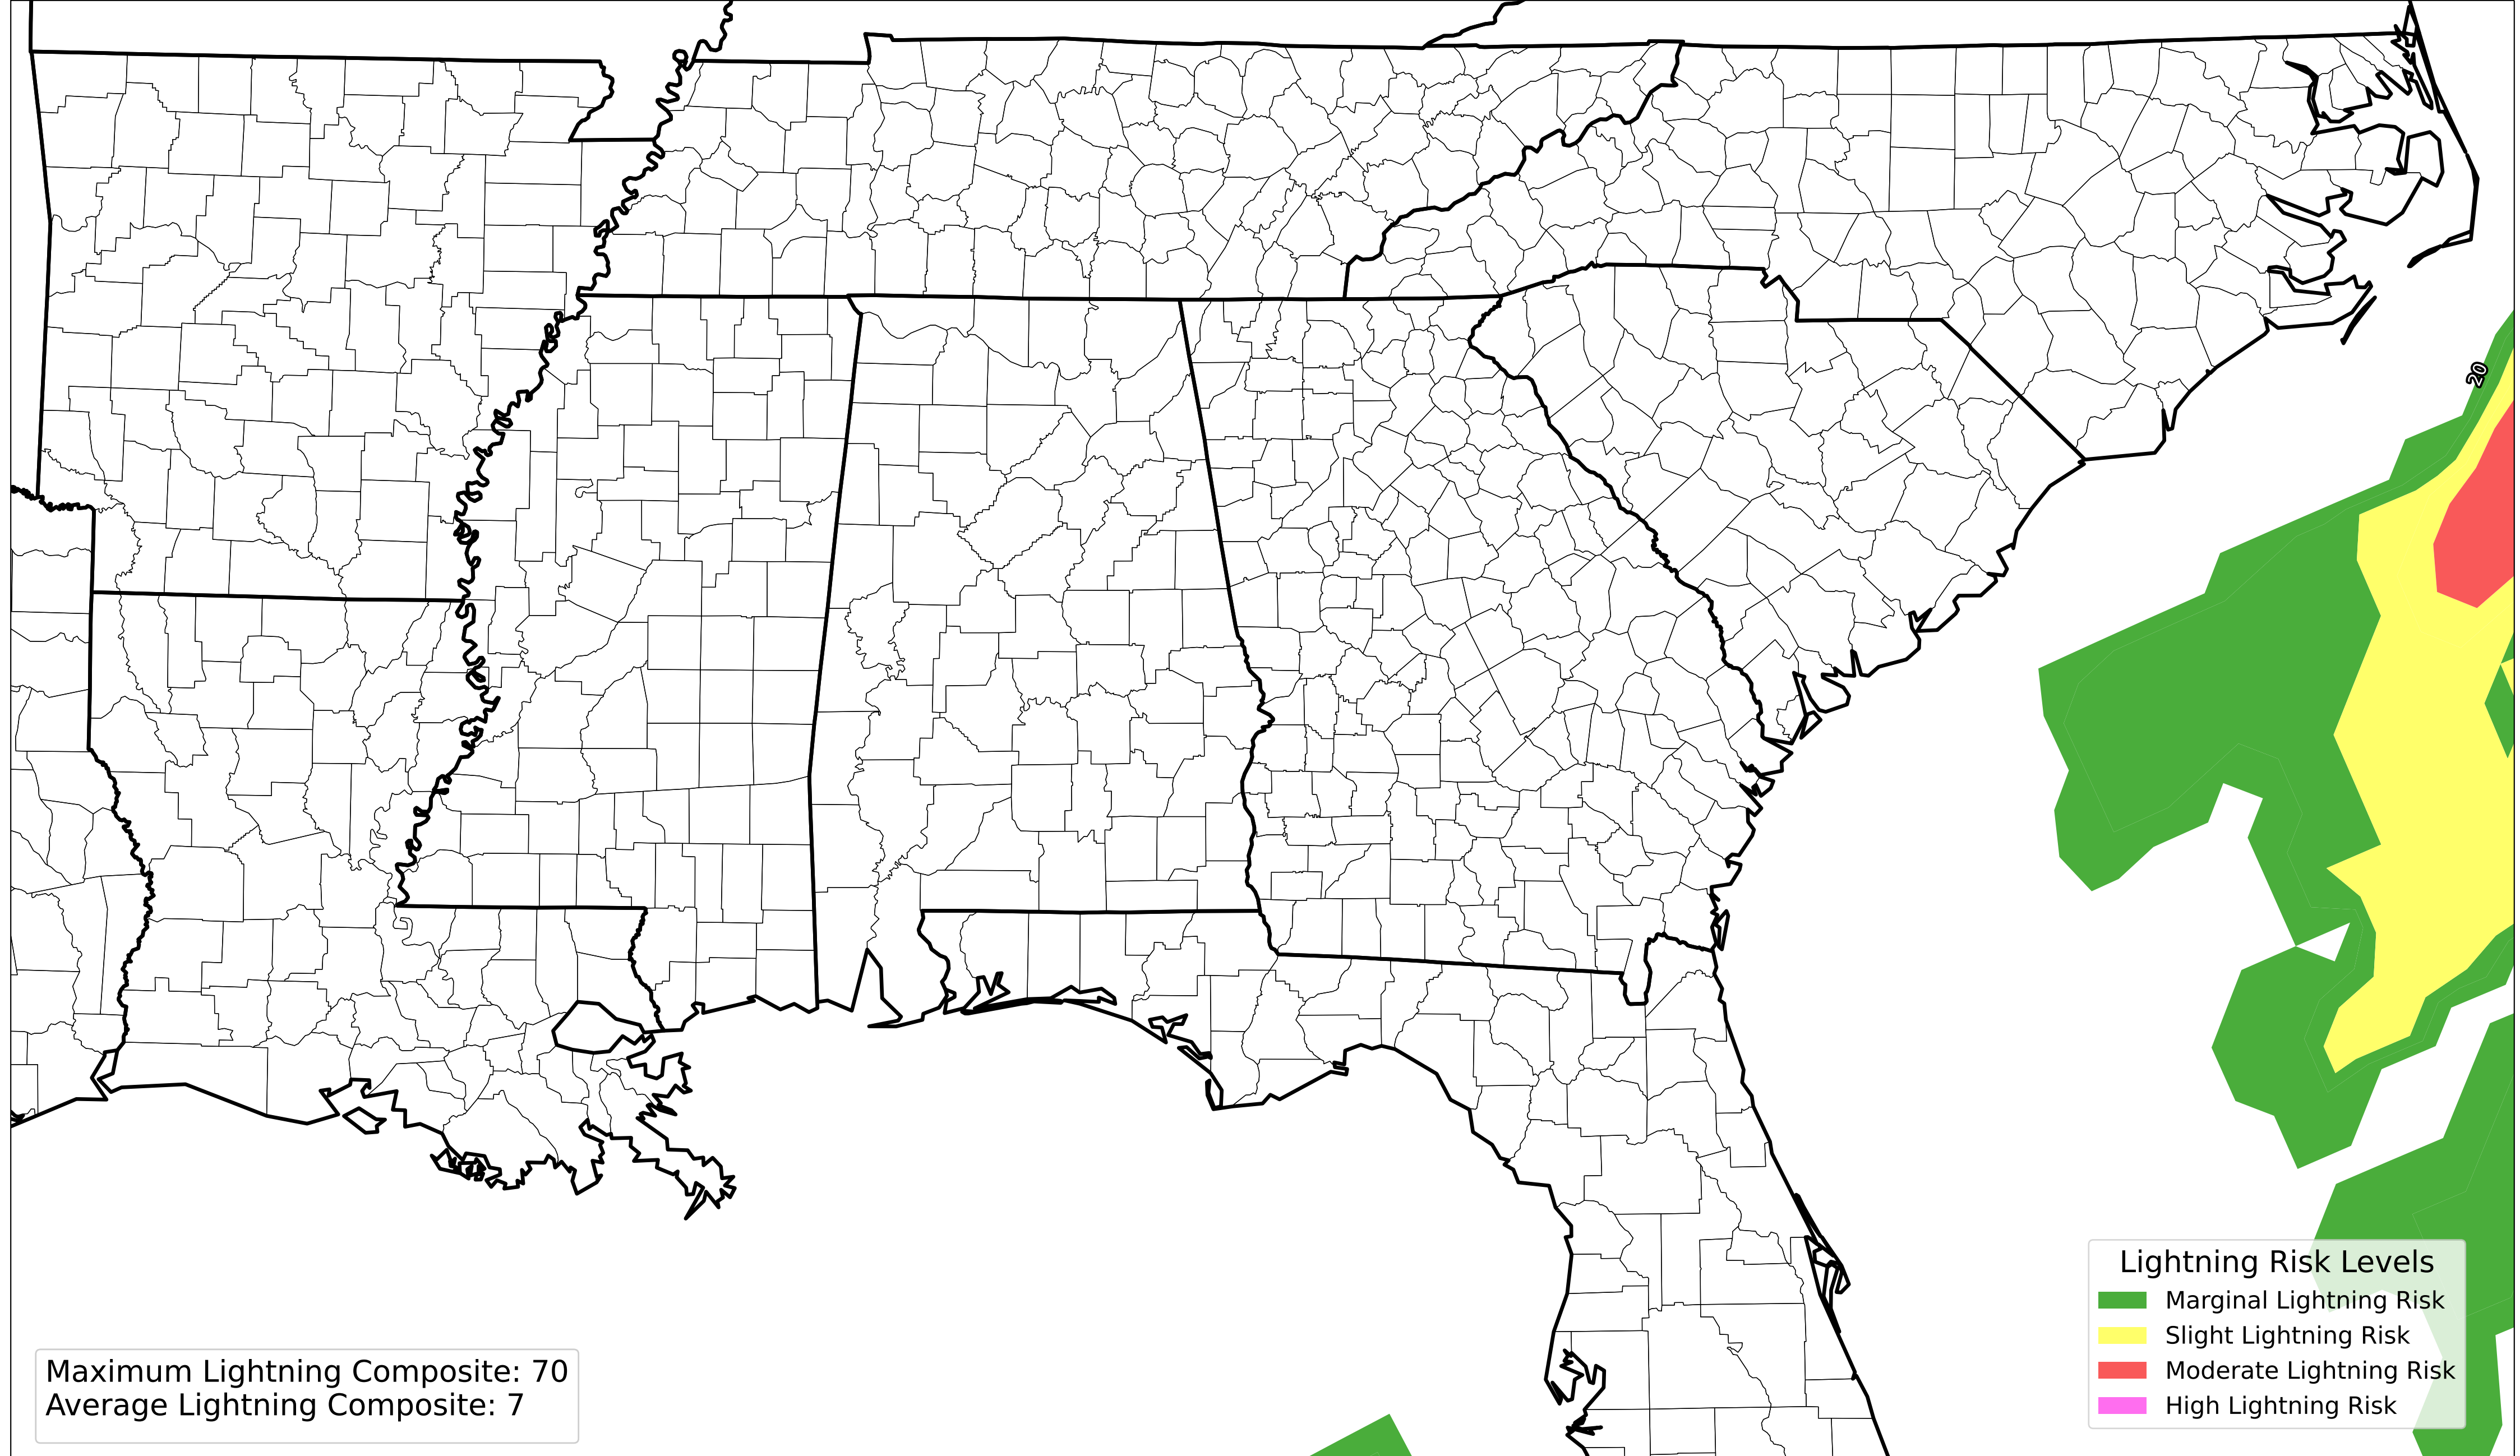 20
Lightning Risk Levels
Marginal Lightning Risk
Slight Lightning Risk
Moderate Lightning Risk
High Lightning Risk
Maximum Lightning Composite: 70
Average Lightning Composite: 7